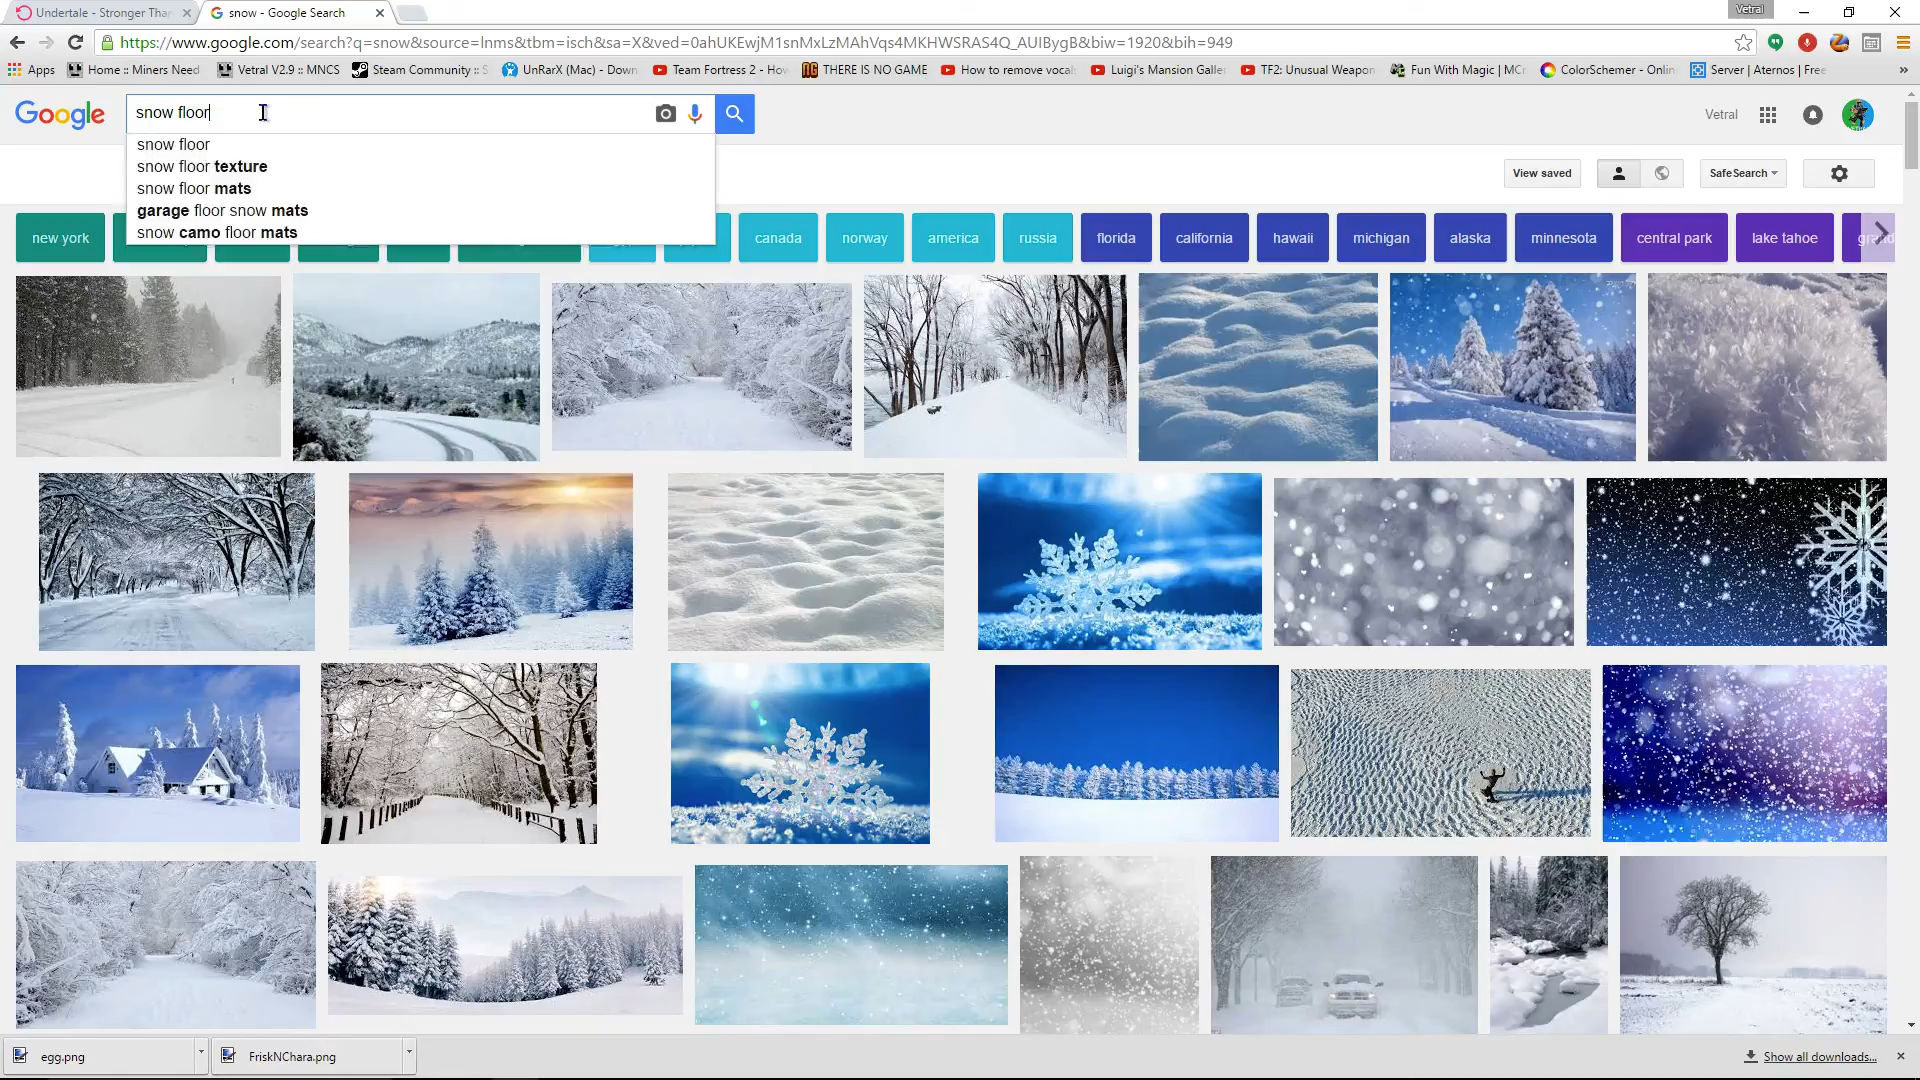 Undertale - Stronger Than
snow - Google Search
Vetral
https://www.google.com/search?q=snow&source=lnms&tbm=isch&sa=X&ved=0ahUKEwjM1snMxLzMAhVqs4MKHWSRAS4Q_AUIBygB&biw=1920&bih=949
Apps
Home :: Miners Need
Vetral V2.9 :: MNCS
Steam Community ::
UnRarX (Mac) - Down
Team Fortress 2 - How
THERE IS NO GAME
How to remove vocal
Luigi's Mansion Galle
TF2: Unusual Weapon
Fun With Magic | MC
ColorSchemer - Onlin
Server | Aternos | Free
Google
snow floor
Vetral
snow floor
snow floor texture
snow floor mats
garage floor snow mats
snow camo floor mats
View saved
SafeSearch
new york
canada
norway
america
russia
florida
california
hawaii
michigan
alaska
minnesota
central park
lake tahoe
egg.png
FriskNChara.png
Show all downloads...